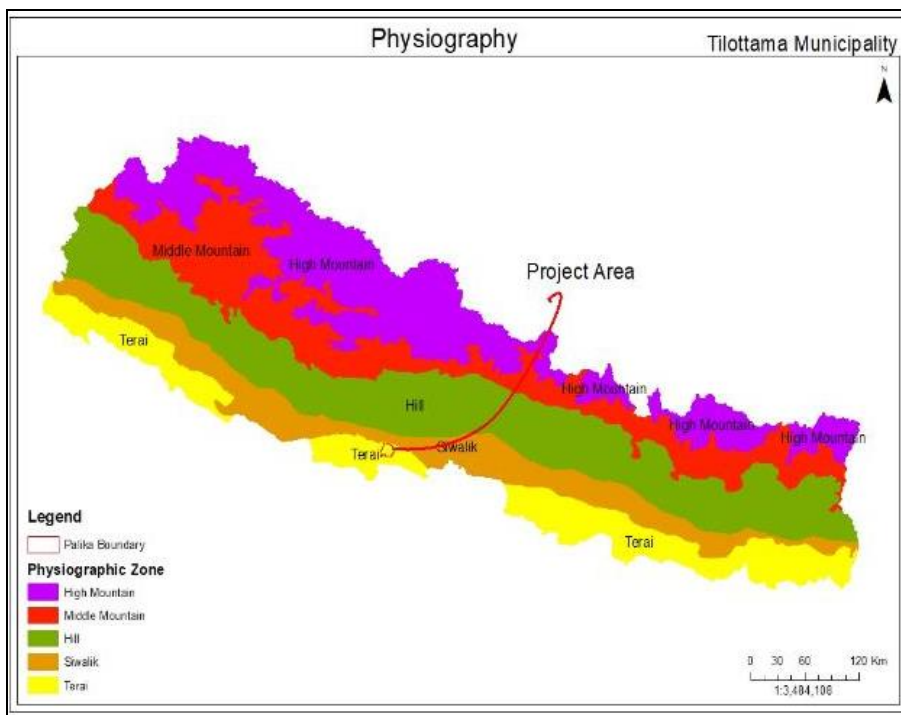 Physiography
Tilottama Municipality
N
Middle Mountain
High Mountain
Project Area
Terai
High Mountain
Hill
High Mountain
High Mountain
Terai
Siwalik
Terai
Legend
Palika Boundary
Physiographic Zone
High Mountain
Middle Mountain
Hill
Siwalik
Terai
0 30 60 120 Km
1:3,484,106